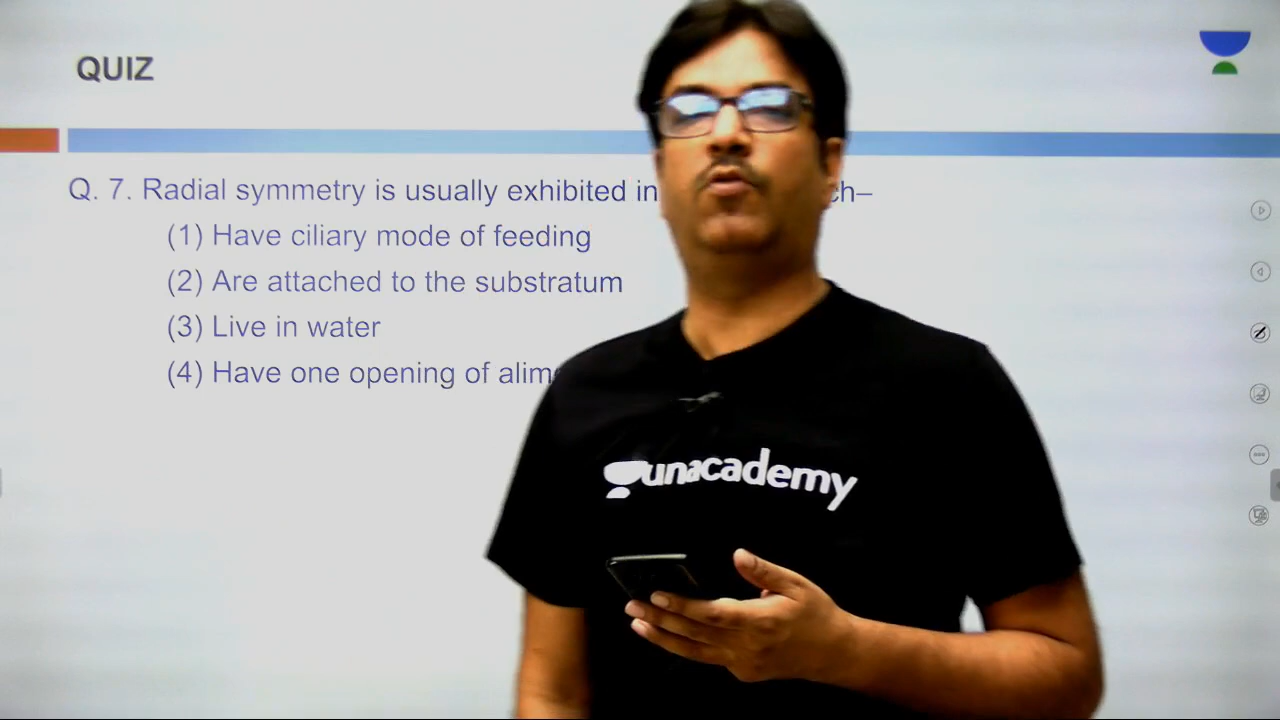 QUIZ
Q. 7. Radial symmetry is usually exhibited in ch–
(1) Have ciliary mode of feeding
(2) Are attached to the substratum
(3) Live in water
(4) Have one opening of
unacademy